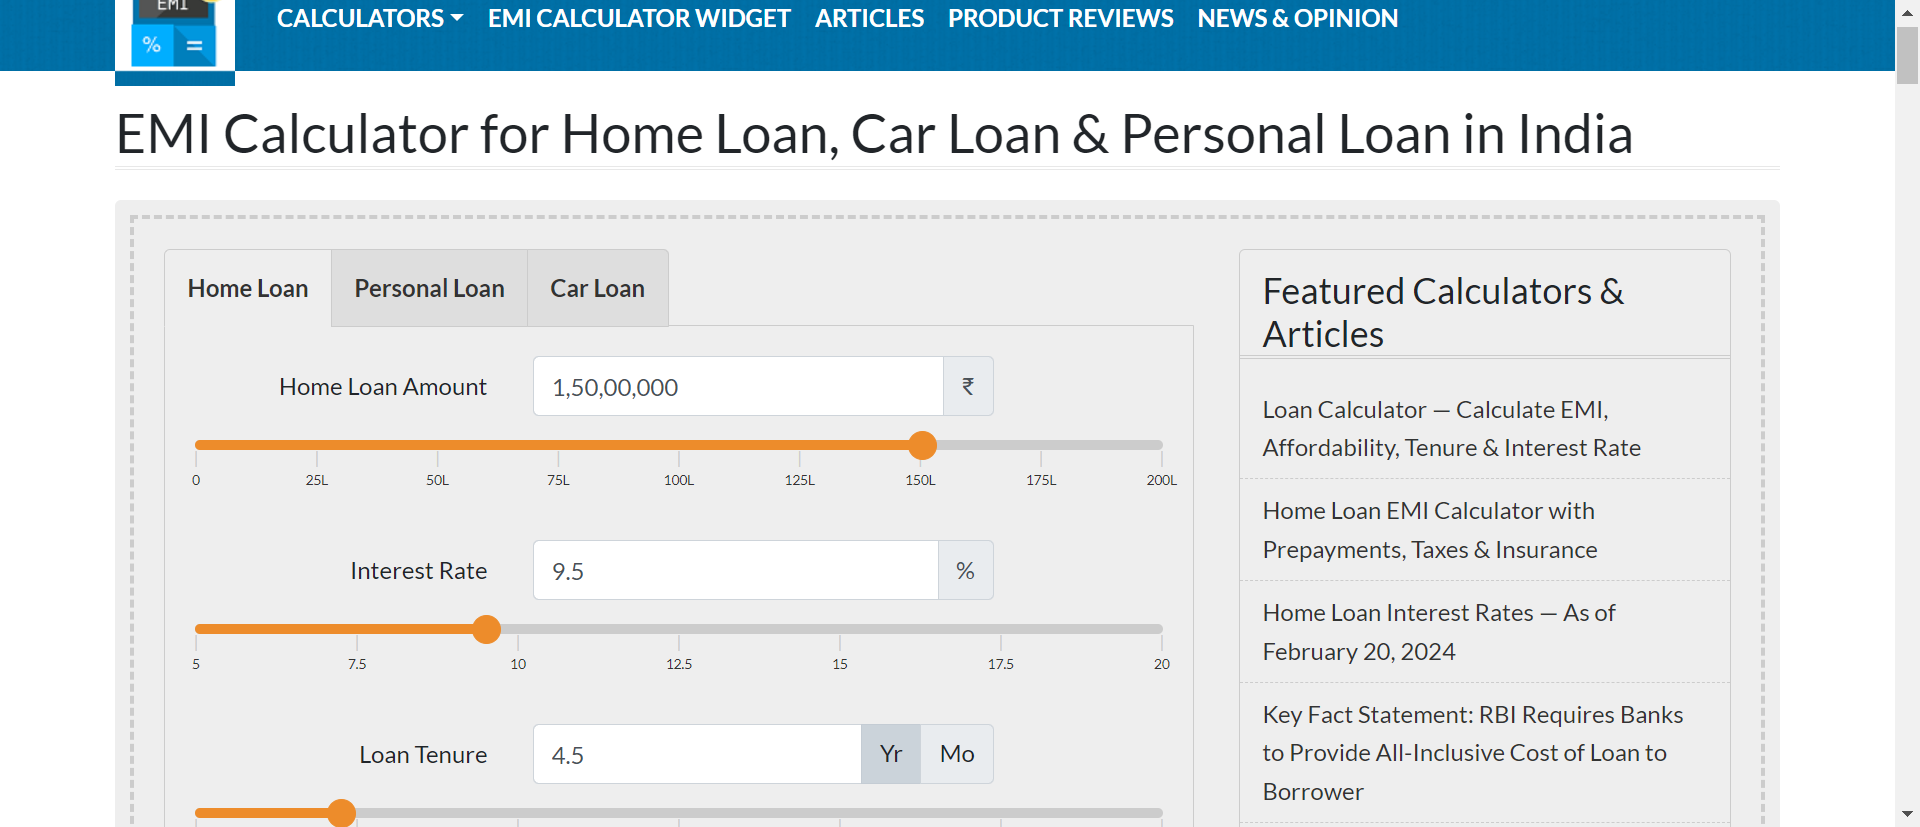 EMI
% =
CALCULATORS EMI CALCULATOR WIDGET ARTICLES PRODUCT REVIEWS NEWS & OPINION
EMI Calculator for Home Loan, Car Loan & Personal Loan in India
Home Loan Personal Loan Car Loan
Home Loan Amount 1,50,00,000 ₹
0 25L 50L 75L 100L 125L 150L 175L 200L
Interest Rate 9.5 %
5 7.5 10 12.5 15 17.5 20
Loan Tenure 4.5 Yr Mo
Featured Calculators &
Articles
Loan Calculator — Calculate EMI,
Affordability, Tenure & Interest Rate
Home Loan EMI Calculator with
Prepayments, Taxes & Insurance
Home Loan Interest Rates — As of
February 20, 2024
Key Fact Statement: RBI Requires Banks
to Provide All-Inclusive Cost of Loan to
Borrower